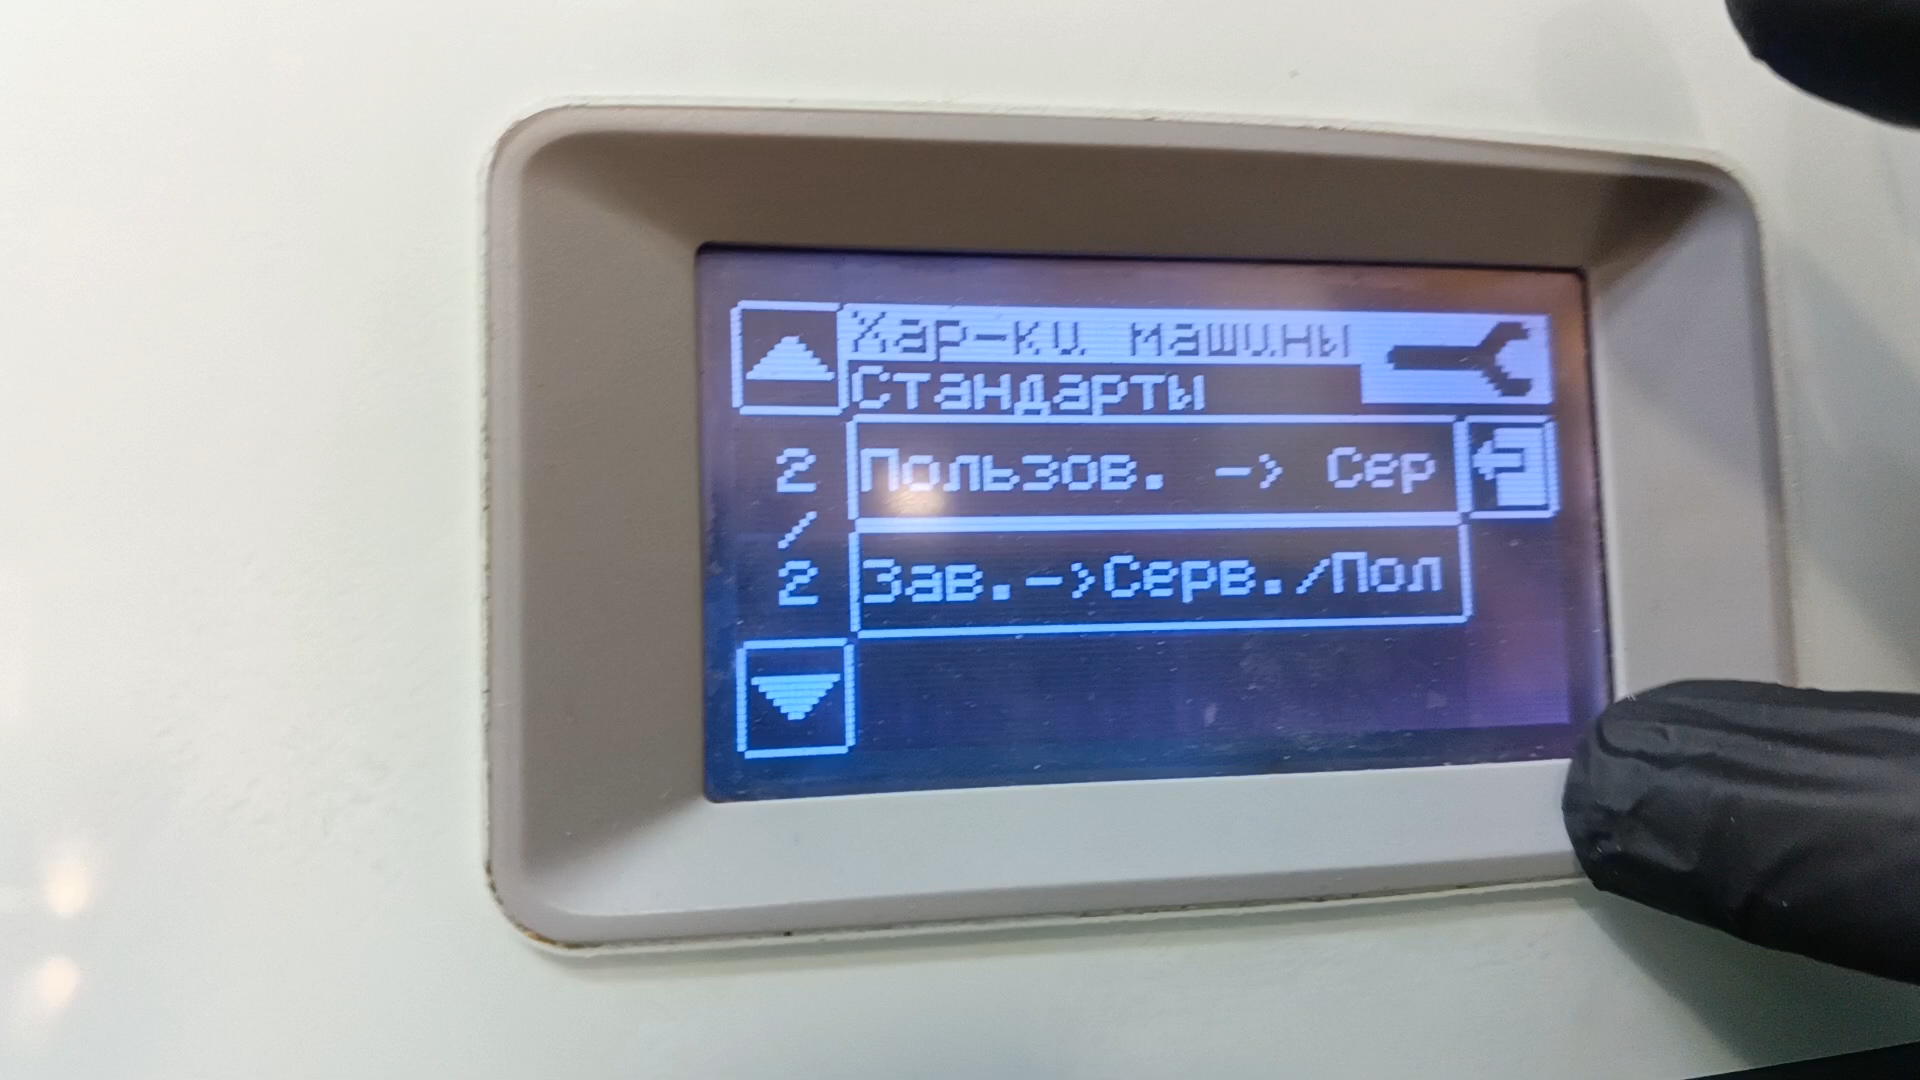 Хар-ки машины
Стандарты
2
/
2
Пользов. -> Сер
Зав.->Серв./Пол